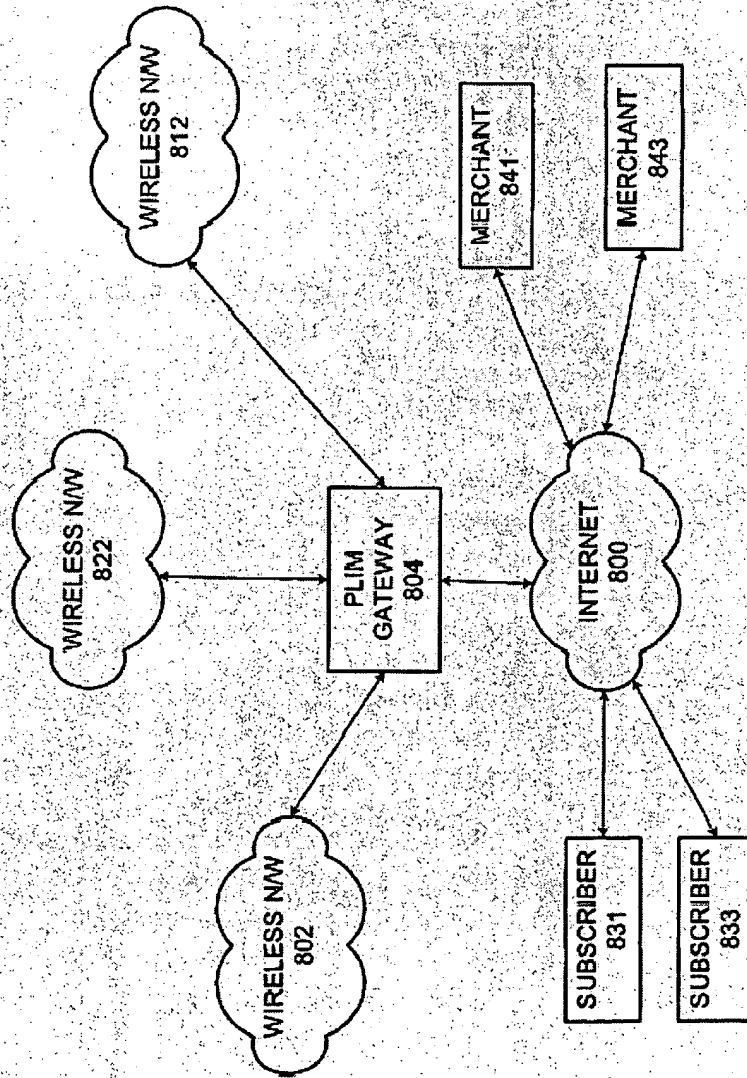 WIRELESS N/W
822
WIRELESS N/W
802
WIRELESS N/W
812
PLIM
GATEWAY
804
INTERNET
800
SUBSCRIBER
831
SUBSCRIBER
833
MERCHANT
841
MERCHANT
843